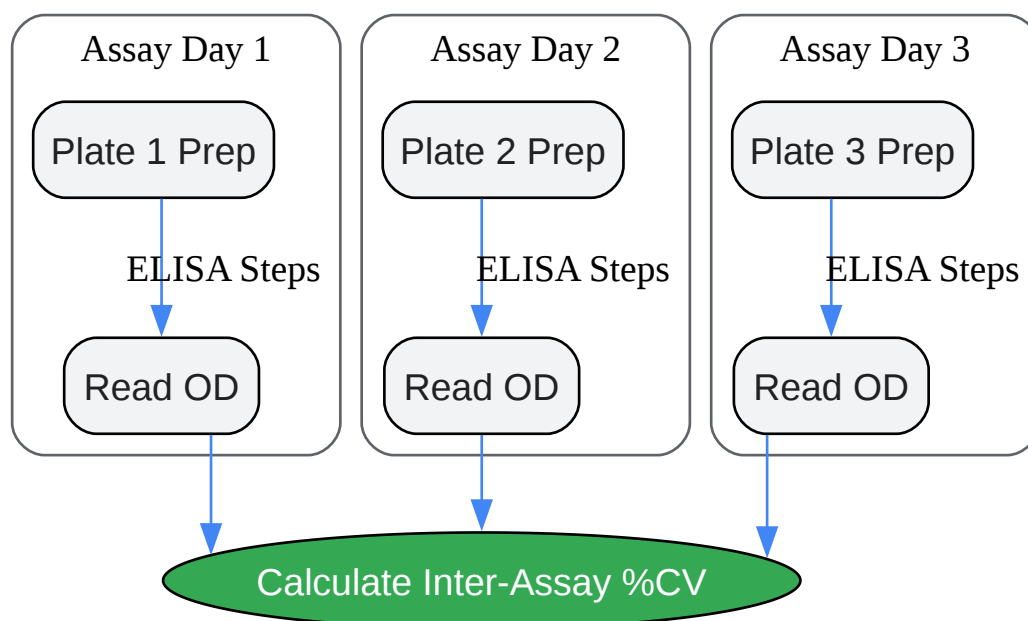 Assay Day 1
Plate 1 Prep
ELISA Steps
Read OD
Assay Day 2
Plate 2 Prep
ELISA Steps
Read OD
Assay Day 3
Plate 3 Prep
ELISA Steps
Read OD
Calculate Inter-Assay %CV